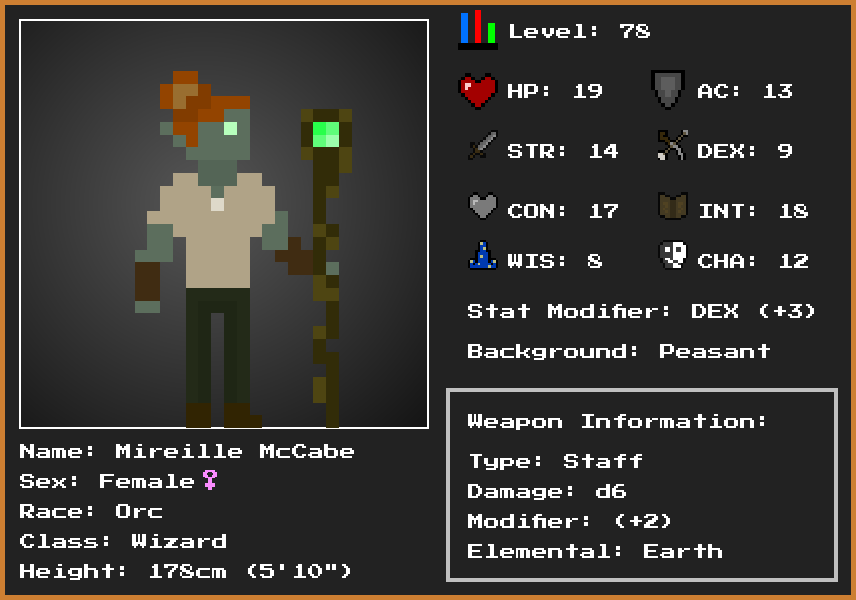 Level: 78
HP: 19 AC: 13
STR: 14 DEX: 9
CON: 17 INT: 18
WIS: 8 CHA: 12
Stat Modifier: DEX (+3)
Background: Peasant
Weapon Information:
Type: Staff
Damage: d6
Modifier: (+2)
Elemental: Earth
Name: Mireille McCabe
Sex: Female♀
Race: Orc
Class: Wizard
Height: 178cm (5'10")